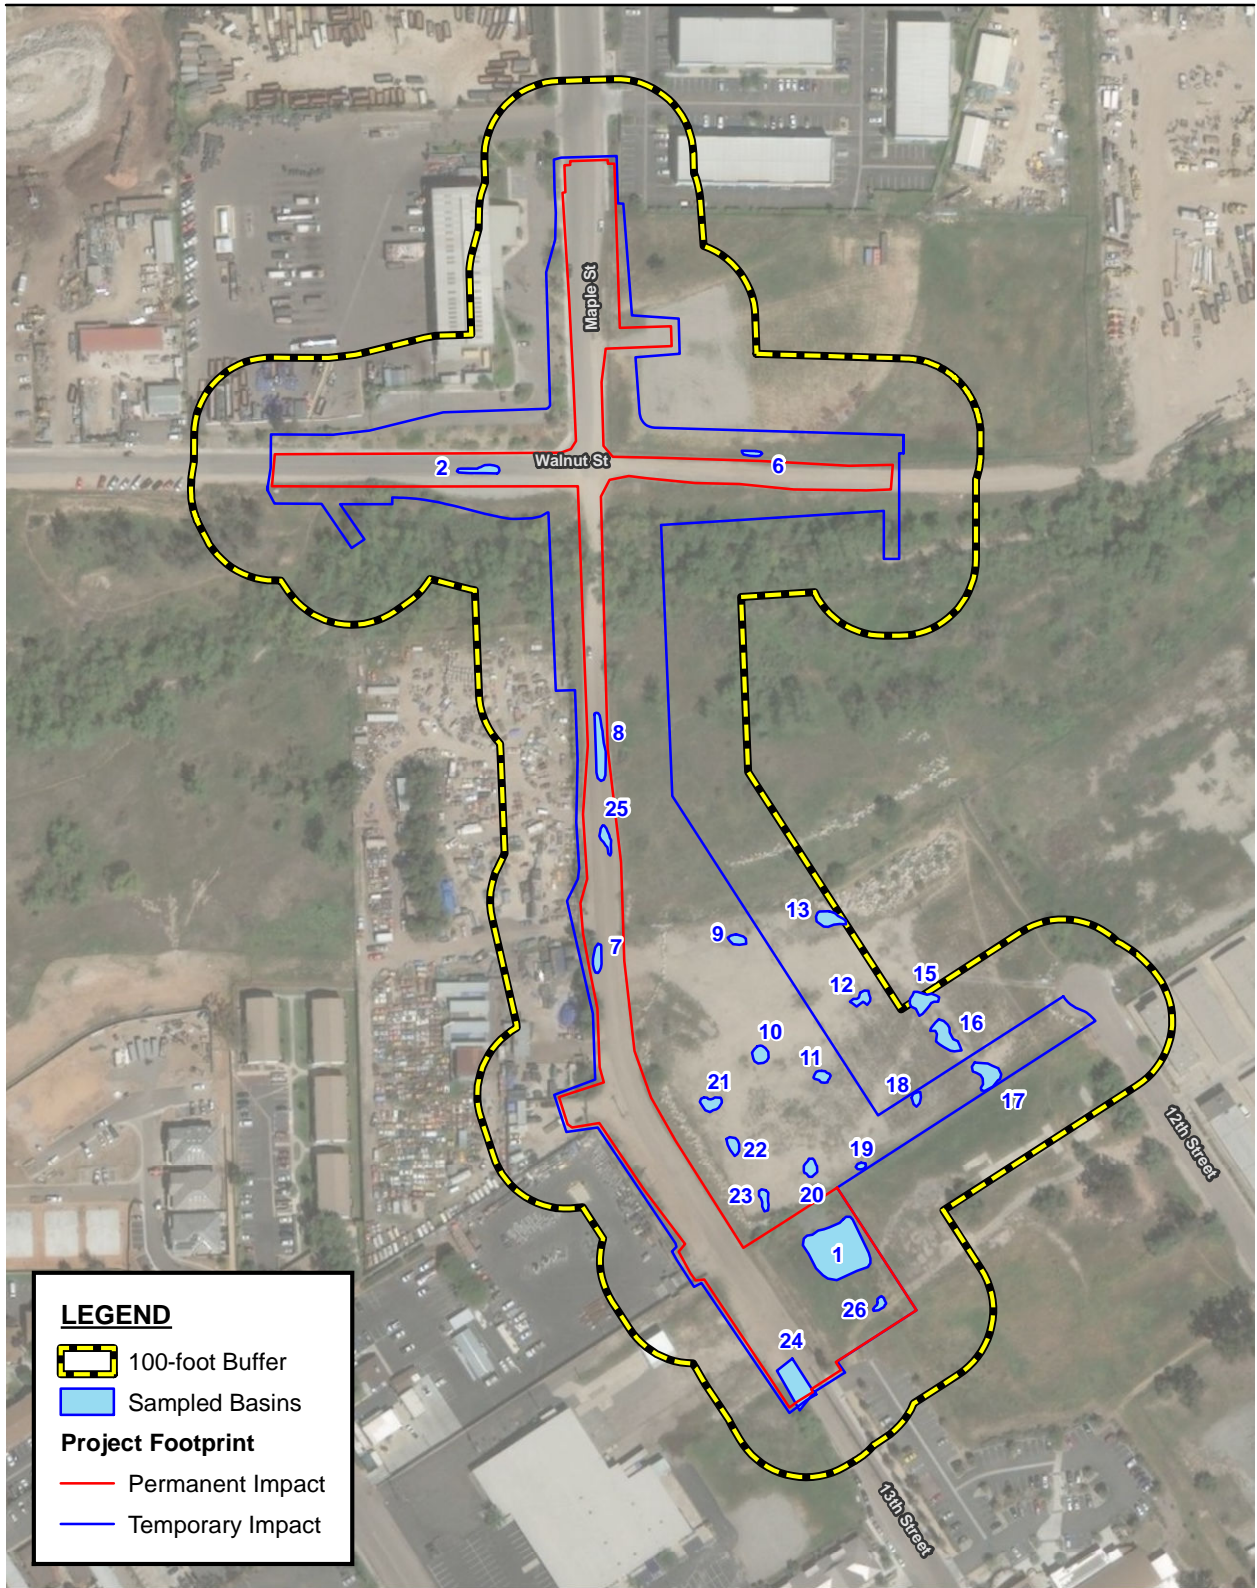 Maple St
2
Walnut St
6
8
25
13
9
7
12
15
16
10
11
21
18
17
22
19
12th Street
23
20
1
26
24
13th Street
LEGEND
100-foot Buffer
Sampled Basins
Project Footprint
Permanent Impact
Temporary Impact